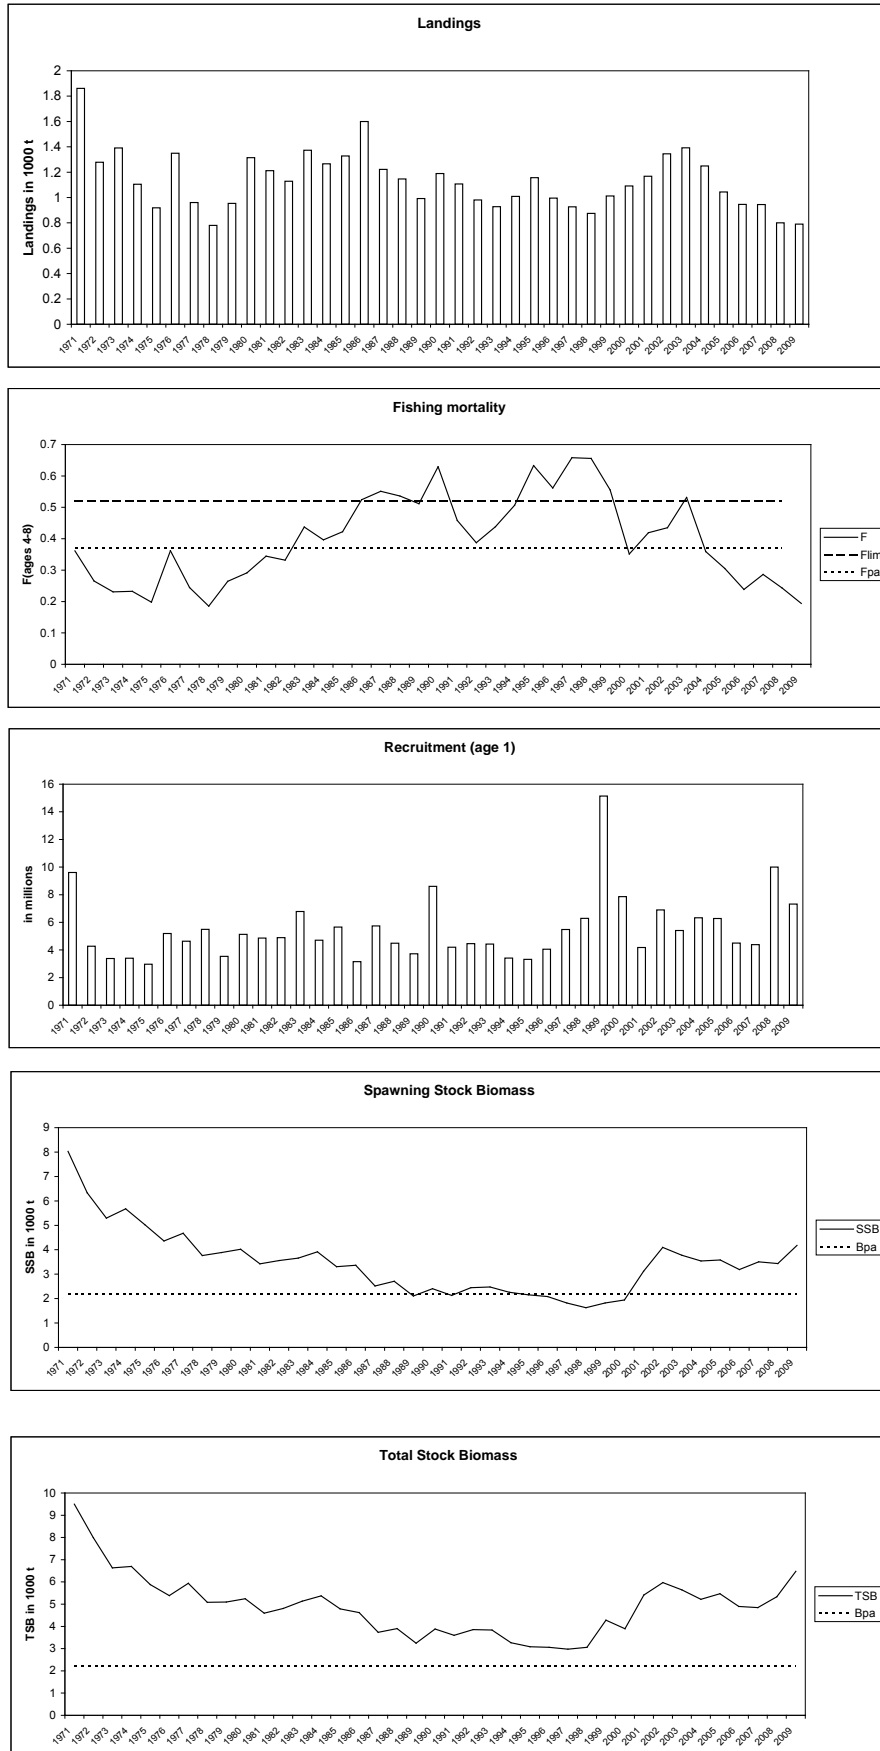 Landings
2
1.8
1.6
1.4
1.2
1
0.8
0.6
0.4
0.2
0
Landings in 1000 t
1971 1972 1973 1974 1975 1976 1977 1978 1979 1980 1981 1982 1983 1984 1985 1986 1987 1988 1989 1990 1991 1992 1993 1994 1995 1996 1997 1998 1999 2000 2001 2002 2003 2004 2005 2006 2007 2008 2009
Fishing mortality
0.7
0.6
0.5
0.4
0.3
0.2
0.1
0
F(ages 4-8)
1971 1972 1973 1974 1975 1976 1977 1978 1979 1980 1981 1982 1983 1984 1985 1986 1987 1988 1989 1990 1991 1992 1993 1994 1995 1996 1997 1998 1999 2000 2001 2002 2003 2004 2005 2006 2007 2008 2009
F
Flim
Fpa
Recruitment (age 1)
16
14
12
10
8
6
4
2
0
in millions
1971 1972 1973 1974 1975 1976 1977 1978 1979 1980 1981 1982 1983 1984 1985 1986 1987 1988 1989 1990 1991 1992 1993 1994 1995 1996 1997 1998 1999 2000 2001 2002 2003 2004 2005 2006 2007 2008 2009
Spawning Stock Biomass
9
8
7
6
5
4
3
2
1
0
SSB in 1000 t
1971 1972 1973 1974 1975 1976 1977 1978 1979 1980 1981 1982 1983 1984 1985 1986 1987 1988 1989 1990 1991 1992 1993 1994 1995 1996 1997 1998 1999 2000 2001 2002 2003 2004 2005 2006 2007 2008 2009
SSB
Bpa
Total Stock Biomass
10
9
8
7
6
5
4
3
2
1
0
TSB in 1000 t
1971 1972 1973 1974 1975 1976 1977 1978 1979 1980 1981 1982 1983 1984 1985 1986 1987 1988 1989 1990 1991 1992 1993 1994 1995 1996 1997 1998 1999 2000 2001 2002 2003 2004 2005 2006 2007 2008 2009
TSB
Bpa